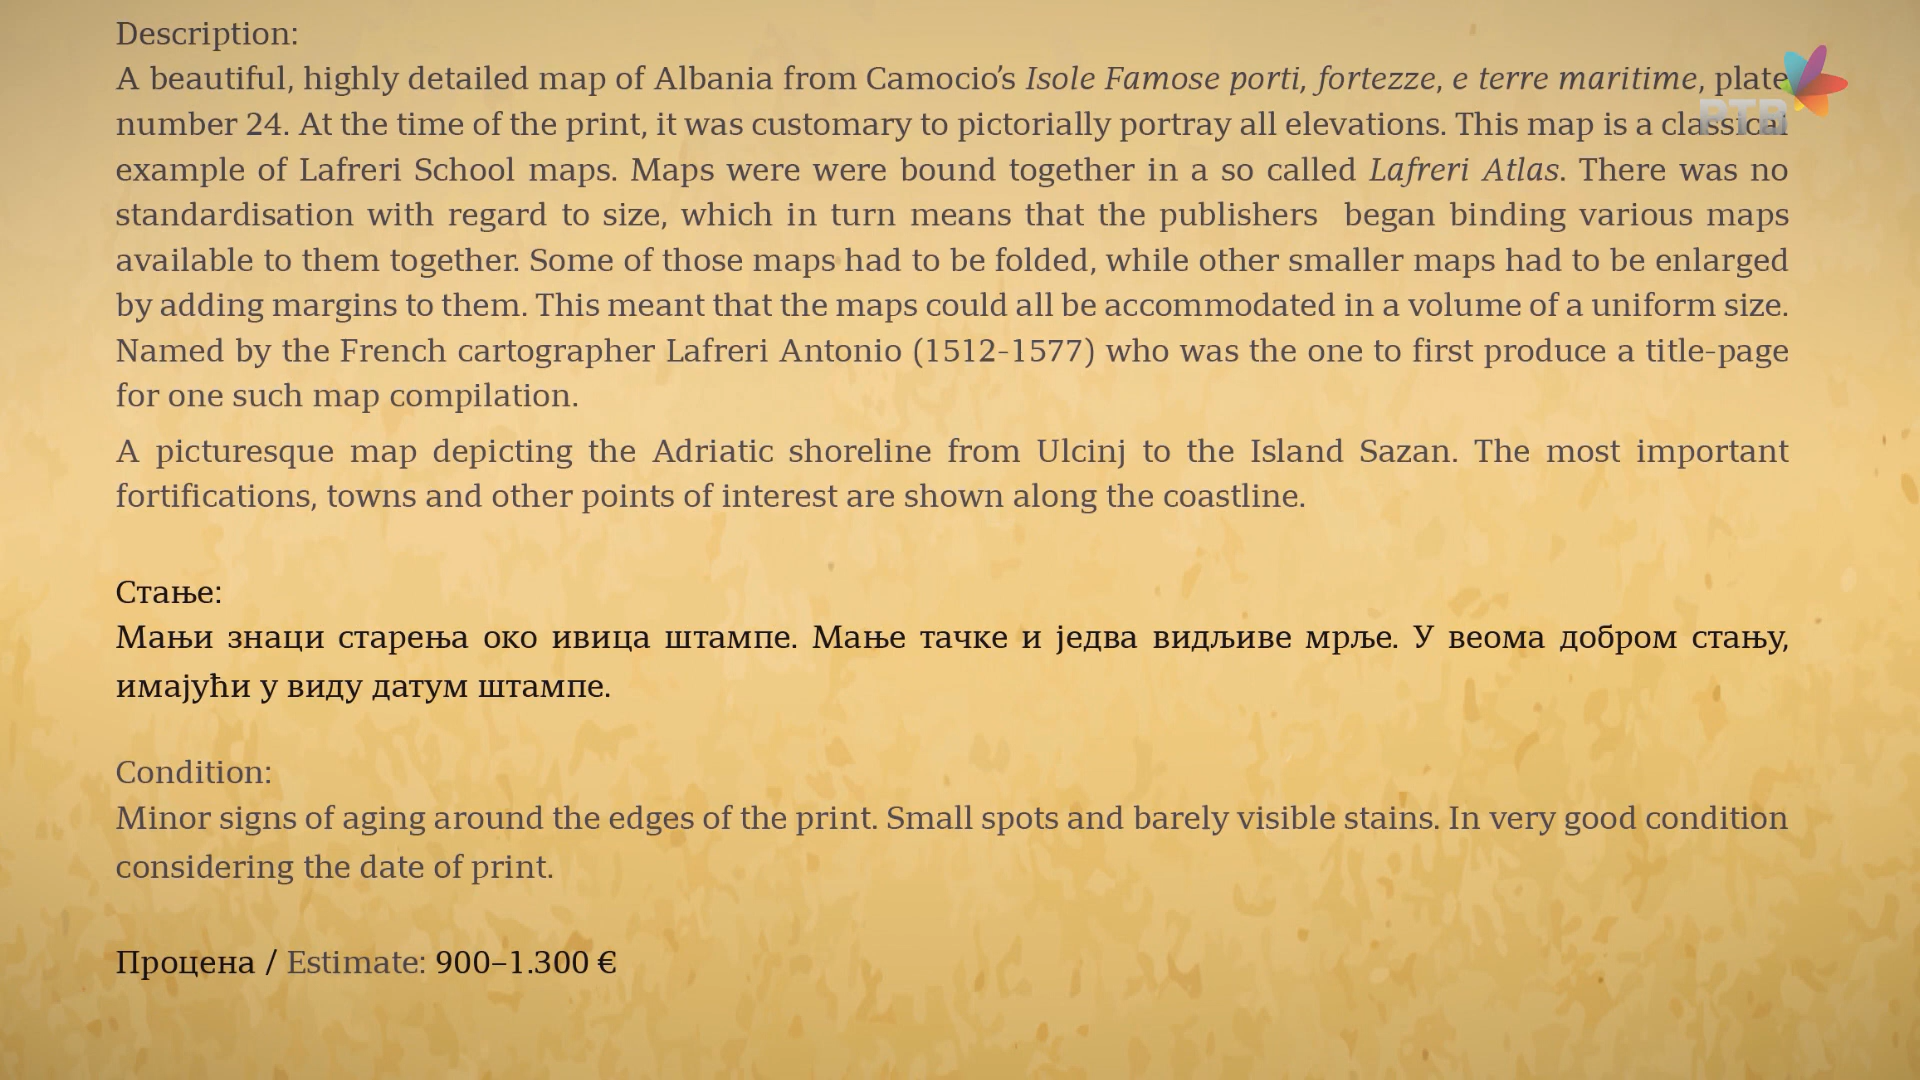 Description:
A beautiful, highly detailed map of Albania from Camocio’s Isole Famose porti, fortezze, e terre maritime, plate
number 24. At the time of the print, it was customary to pictorially portray all elevations. This map is a classical
example of Lafreri School maps. Maps were were bound together in a so called Lafreri Atlas. There was no
standardisation with regard to size, which in turn means that the publishers began binding various maps
available to them together. Some of those maps had to be folded, while other smaller maps had to be enlarged
by adding margins to them. This meant that the maps could all be accommodated in a volume of a uniform size.
Named by the French cartographer Lafreri Antonio (1512-1577) who was the one to first produce a title-page
for one such map compilation.
A picturesque map depicting the Adriatic shoreline from Ulcinj to the Island Sazan. The most important
fortifications, towns and other points of interest are shown along the coastline.
Стање:
Мањи знаци старења око ивица штампе. Мање тачке и једва видљиве мрље. У веома добром стању,
имајући у виду датум штампе.
Condition:
Minor signs of aging around the edges of the print. Small spots and barely visible stains. In very good condition
considering the date of print.
Процена / Estimate: 900–1.300 €
РТВ